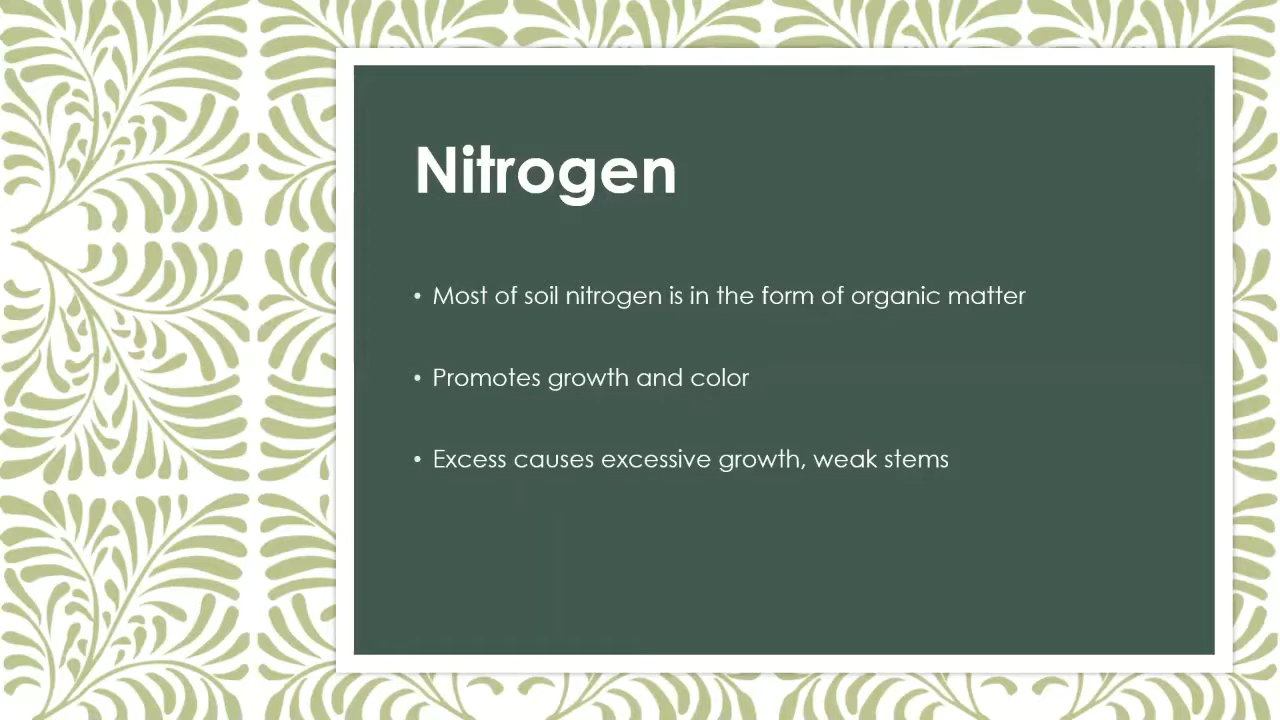 Nitrogen
• Most of soil nitrogen is in the form of organic matter
• Promotes growth and color
• Excess causes excessive growth, weak stems